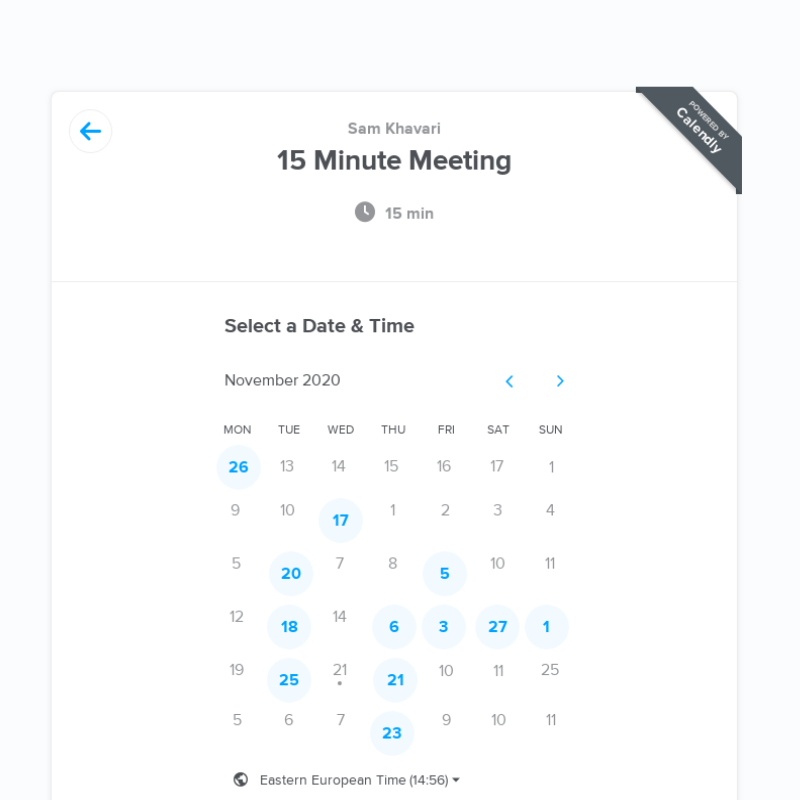 POWERED BY
Calendly
Sam Khavari
15 Minute Meeting
15 min
Select a Date & Time
November 2020
MON TUE WED THU FRI SAT SUN
26 13 14 15 16 17 1
9 10 17 1 2 3 4
5 20 7 8 5 10 11
12 18 14 6 3 27 1
19 25 21 21 10 11 25
5 6 7 23 9 10 11
Eastern European Time (14:56)